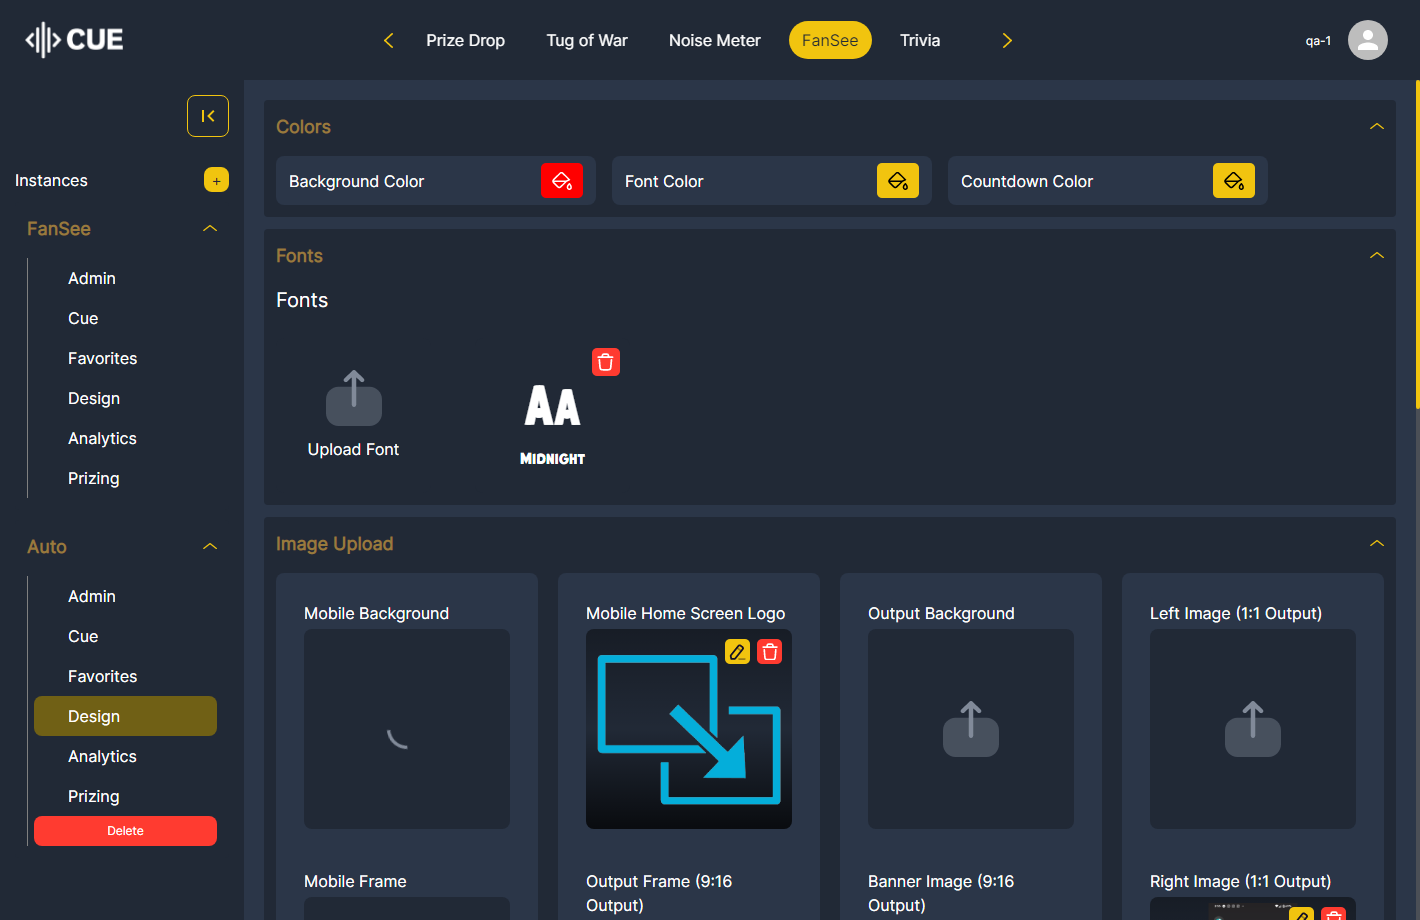 CUE
Prize Drop
Tug of War
Noise Meter
FanSee
Trivia
qa-1
Instances
+
FanSee
Admin
Cue
Favorites
Design
Analytics
Prizing
Auto
Admin
Cue
Favorites
Design
Analytics
Prizing
Delete
Colors
Background Color
Font Color
Countdown Color
Fonts
Fonts
Upload Font
AA
MIDNIGHT
Image Upload
Mobile Background
Mobile Home Screen Logo
Output Background
Left Image (1:1 Output)
Mobile Frame
Output Frame (9:16
Output)
Banner Image (9:16
Output)
Right Image (1:1 Output)